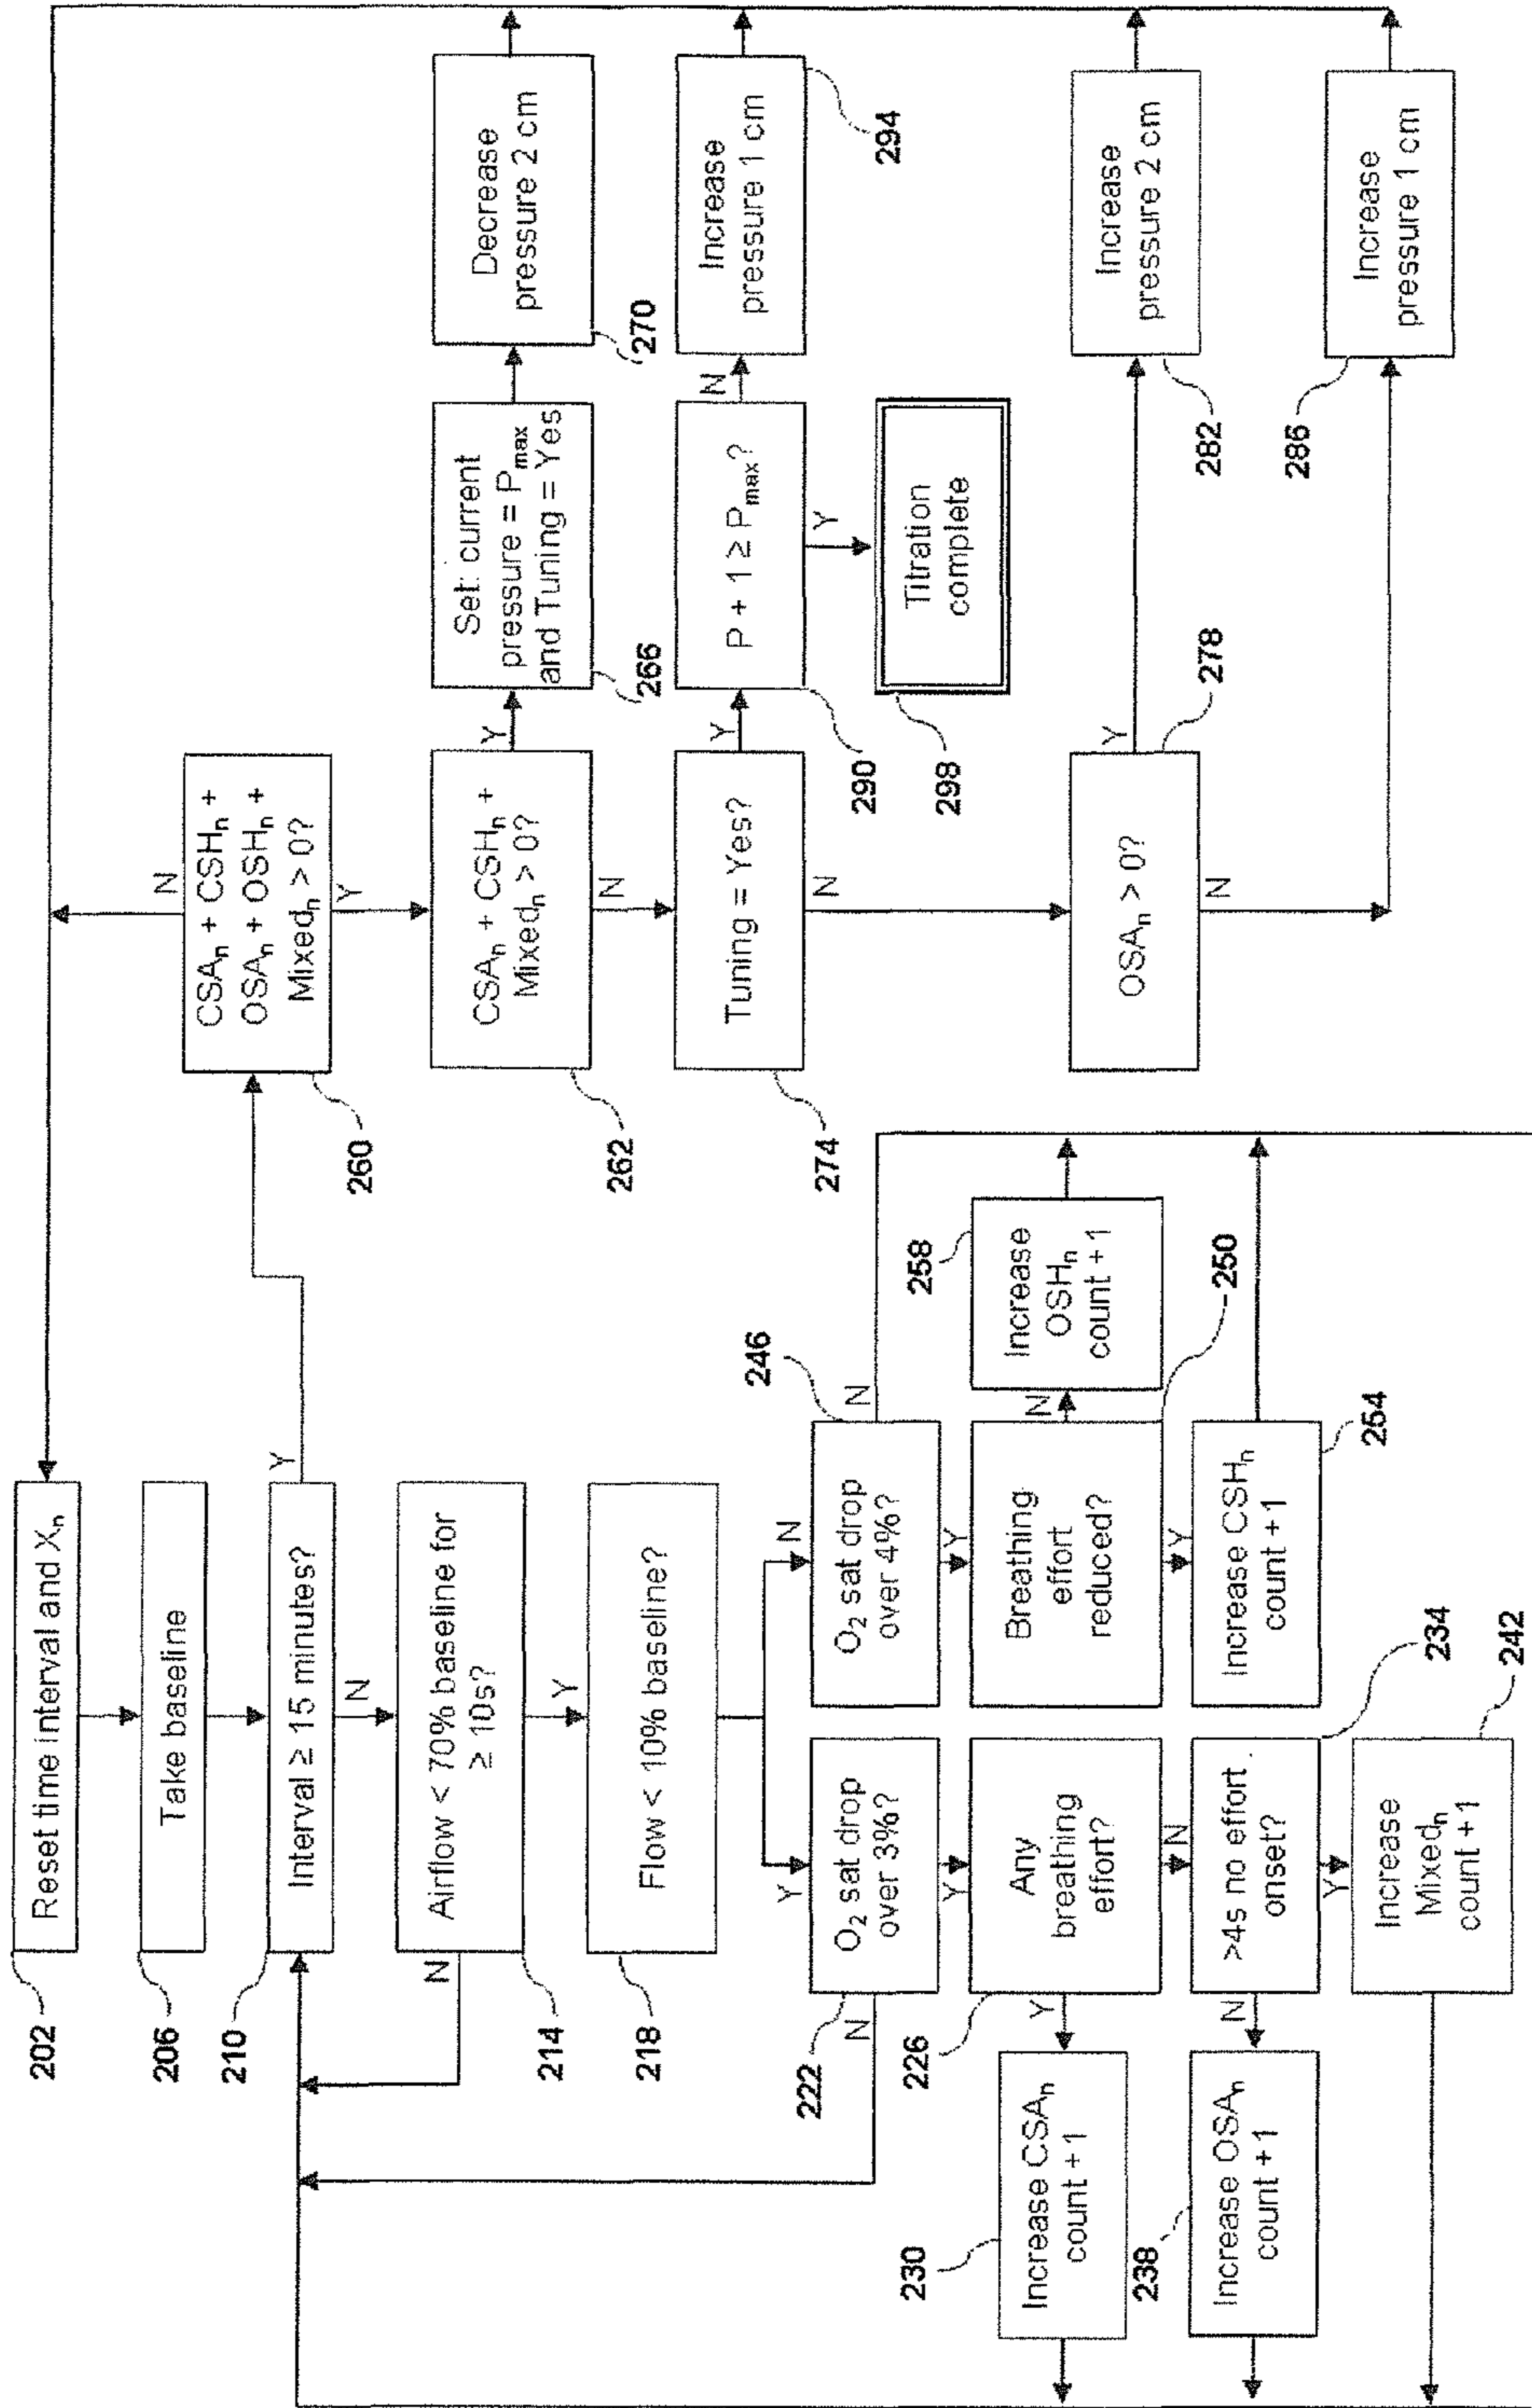 202
Reset time interval and Xn
206
Take baseline
210
Interval ≥ 15 minutes?
Y
N
214
Airflow < 70% baseline for
≥ 10s?
N
Y
218
Flow < 10% baseline?
Y
N
222
O2 sat drop
over 3%?
N
Y
246
O2 sat drop
over 4%?
N
Y
226
Any
breathing
effort?
Y
N
230
Increase CSAn
count +1
250
Breathing
effort
reduced?
N
Y
258
Increase
OSHn
count +1
234
>4s no effort
onset?
N
Y
238
Increase OSAn
count +1
254
Increase CSHn
count +1
242
Increase
Mixedn
count +1
260
CSAn + CSHn +
OSAn + OSHn +
Mixedn > 0?
N
Y
262
CSAn + CSHn +
Mixedn > 0?
Y
N
266
Set: current
pressure = Pmax
and Tuning = Yes
270
Decrease
pressure 2 cm
274
Tuning = Yes?
Y
N
290
P + 1 ≥ Pmax?
N
Y
294
Increase
pressure 1 cm
298
Titration
complete
278
OSAn > 0?
Y
N
282
Increase
pressure 2 cm
286
Increase
pressure 1 cm